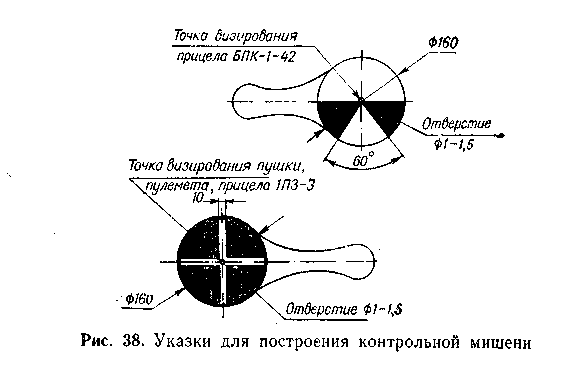 Точка визирования
прицела БПК-1-42
Ф160
Отверстие
Ф1-1,5
60°
Точка визирования пушки,
пулемета, прицела 1ПЗ-3
10
Ф160
Отверстие Ф1-1,5
Рис. 38. Указки для построения контрольной мишени